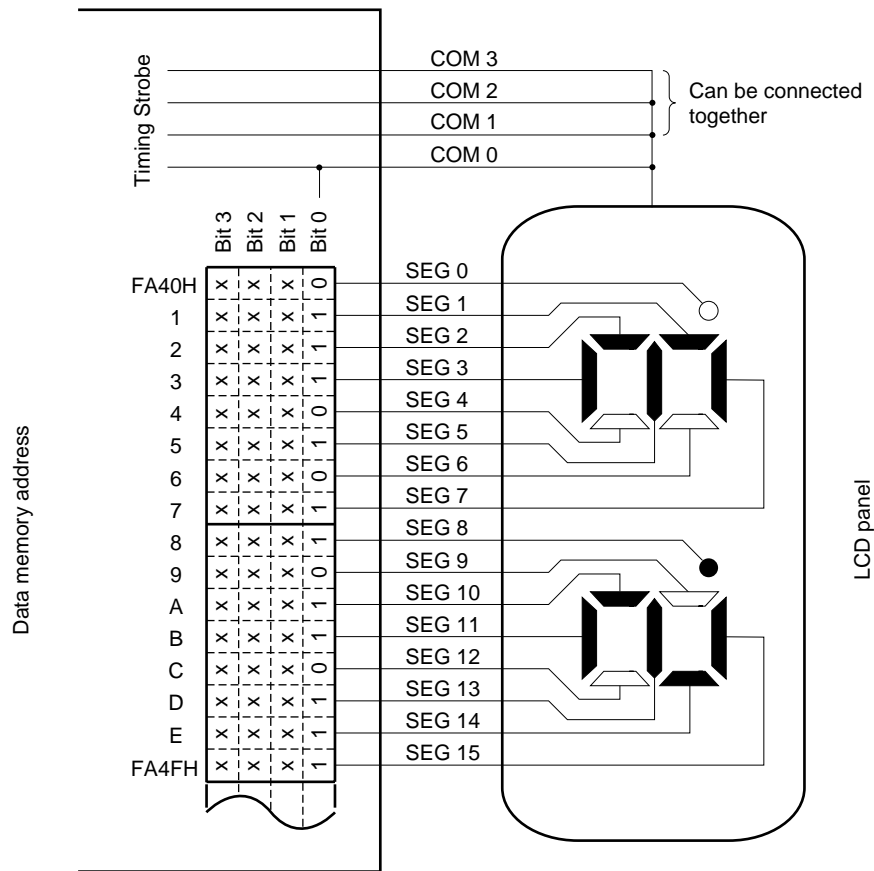 COM 3
COM 2
COM 1
COM 0
Can be connected
together
Timing Strobe
Bit 3
Bit 2
Bit 1
Bit 0
FA40H x x x 0 SEG 0
1 x x x 1 SEG 1
2 x x x 1 SEG 2
3 x x x 1 SEG 3
4 x x x 0 SEG 4
5 x x x 1 SEG 5
6 x x x 0 SEG 6
7 x x x 1 SEG 7
8 x x x 1 SEG 8
9 x x x 0 SEG 9
A x x x 1 SEG 10
B x x x 1 SEG 11
C x x x 0 SEG 12
D x x x 1 SEG 13
E x x x 1 SEG 14
FA4FH x x x 1 SEG 15
Data memory address
LCD panel